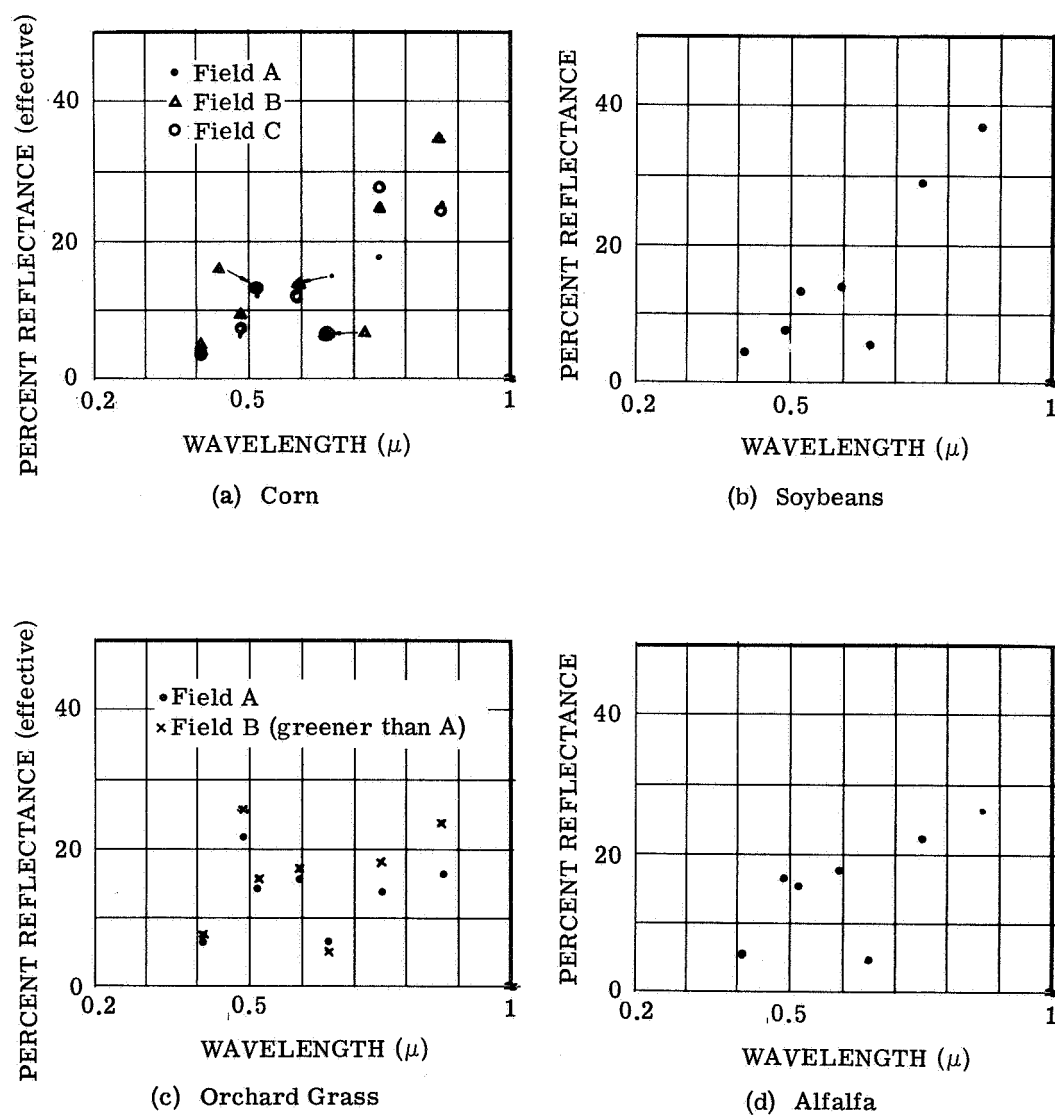 PERCENT REFLECTANCE (effective)
40
20
0
• Field A
▲ Field B
o Field C
0.2 0.5 1
WAVELENGTH (μ)
(a) Corn
PERCENT REFLECTANCE
40
20
0
0.2 0.5 1
WAVELENGTH (μ)
(b) Soybeans
PERCENT REFLECTANCE (effective)
40
20
0
• Field A
× Field B (greener than A)
0.2 0.5 1
WAVELENGTH (μ)
(c) Orchard Grass
PERCENT REFLECTANCE
40
20
0
0.2 0.5 1
WAVELENGTH (μ)
(d) Alfalfa